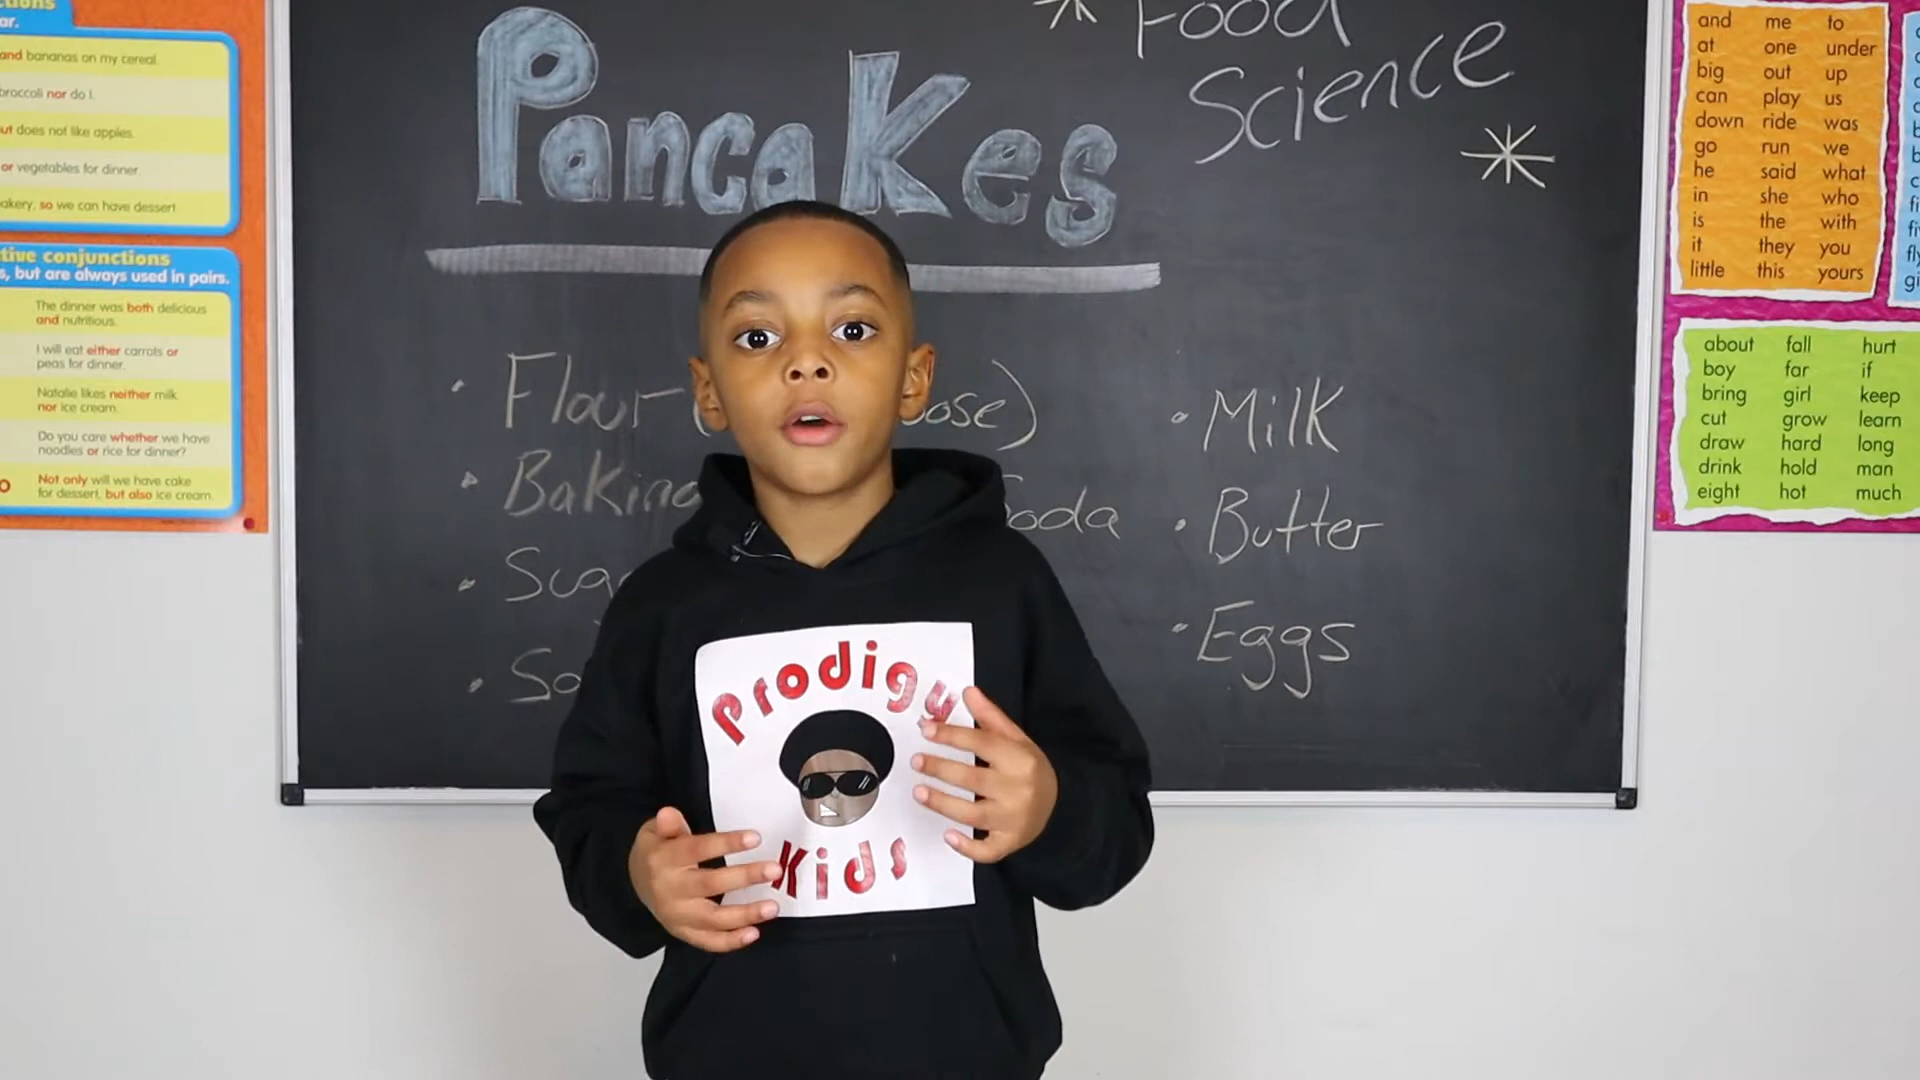 ar.
and bananas on my cereal
broccoli nor do I.
does not like apples.
or vegetables for dinner.
so we can have dessert
conjunctions
but are always used in pairs.
The dinner was both delicious
and nutritious.
I will eat either carrots or
peas for dinner.
Natalie likes neither milk
nor ice cream.
Do you care whether we have
noodles or rice for dinner?
Not only will we have cake
for dessert, but also ice cream.
Pancakes
* Food
Science
*
• Flour (
• Baking
Soda
• Milk
• Butter
• Eggs
Prodigy
Kids
and me to
at one under
big out up
can play us
down ride was
go run we
he said what
in she who
is the with
it they you
little this yours
about fall hurt
boy far if
bring girl keep
cut grow learn
draw hard long
drink hold man
eight hot much